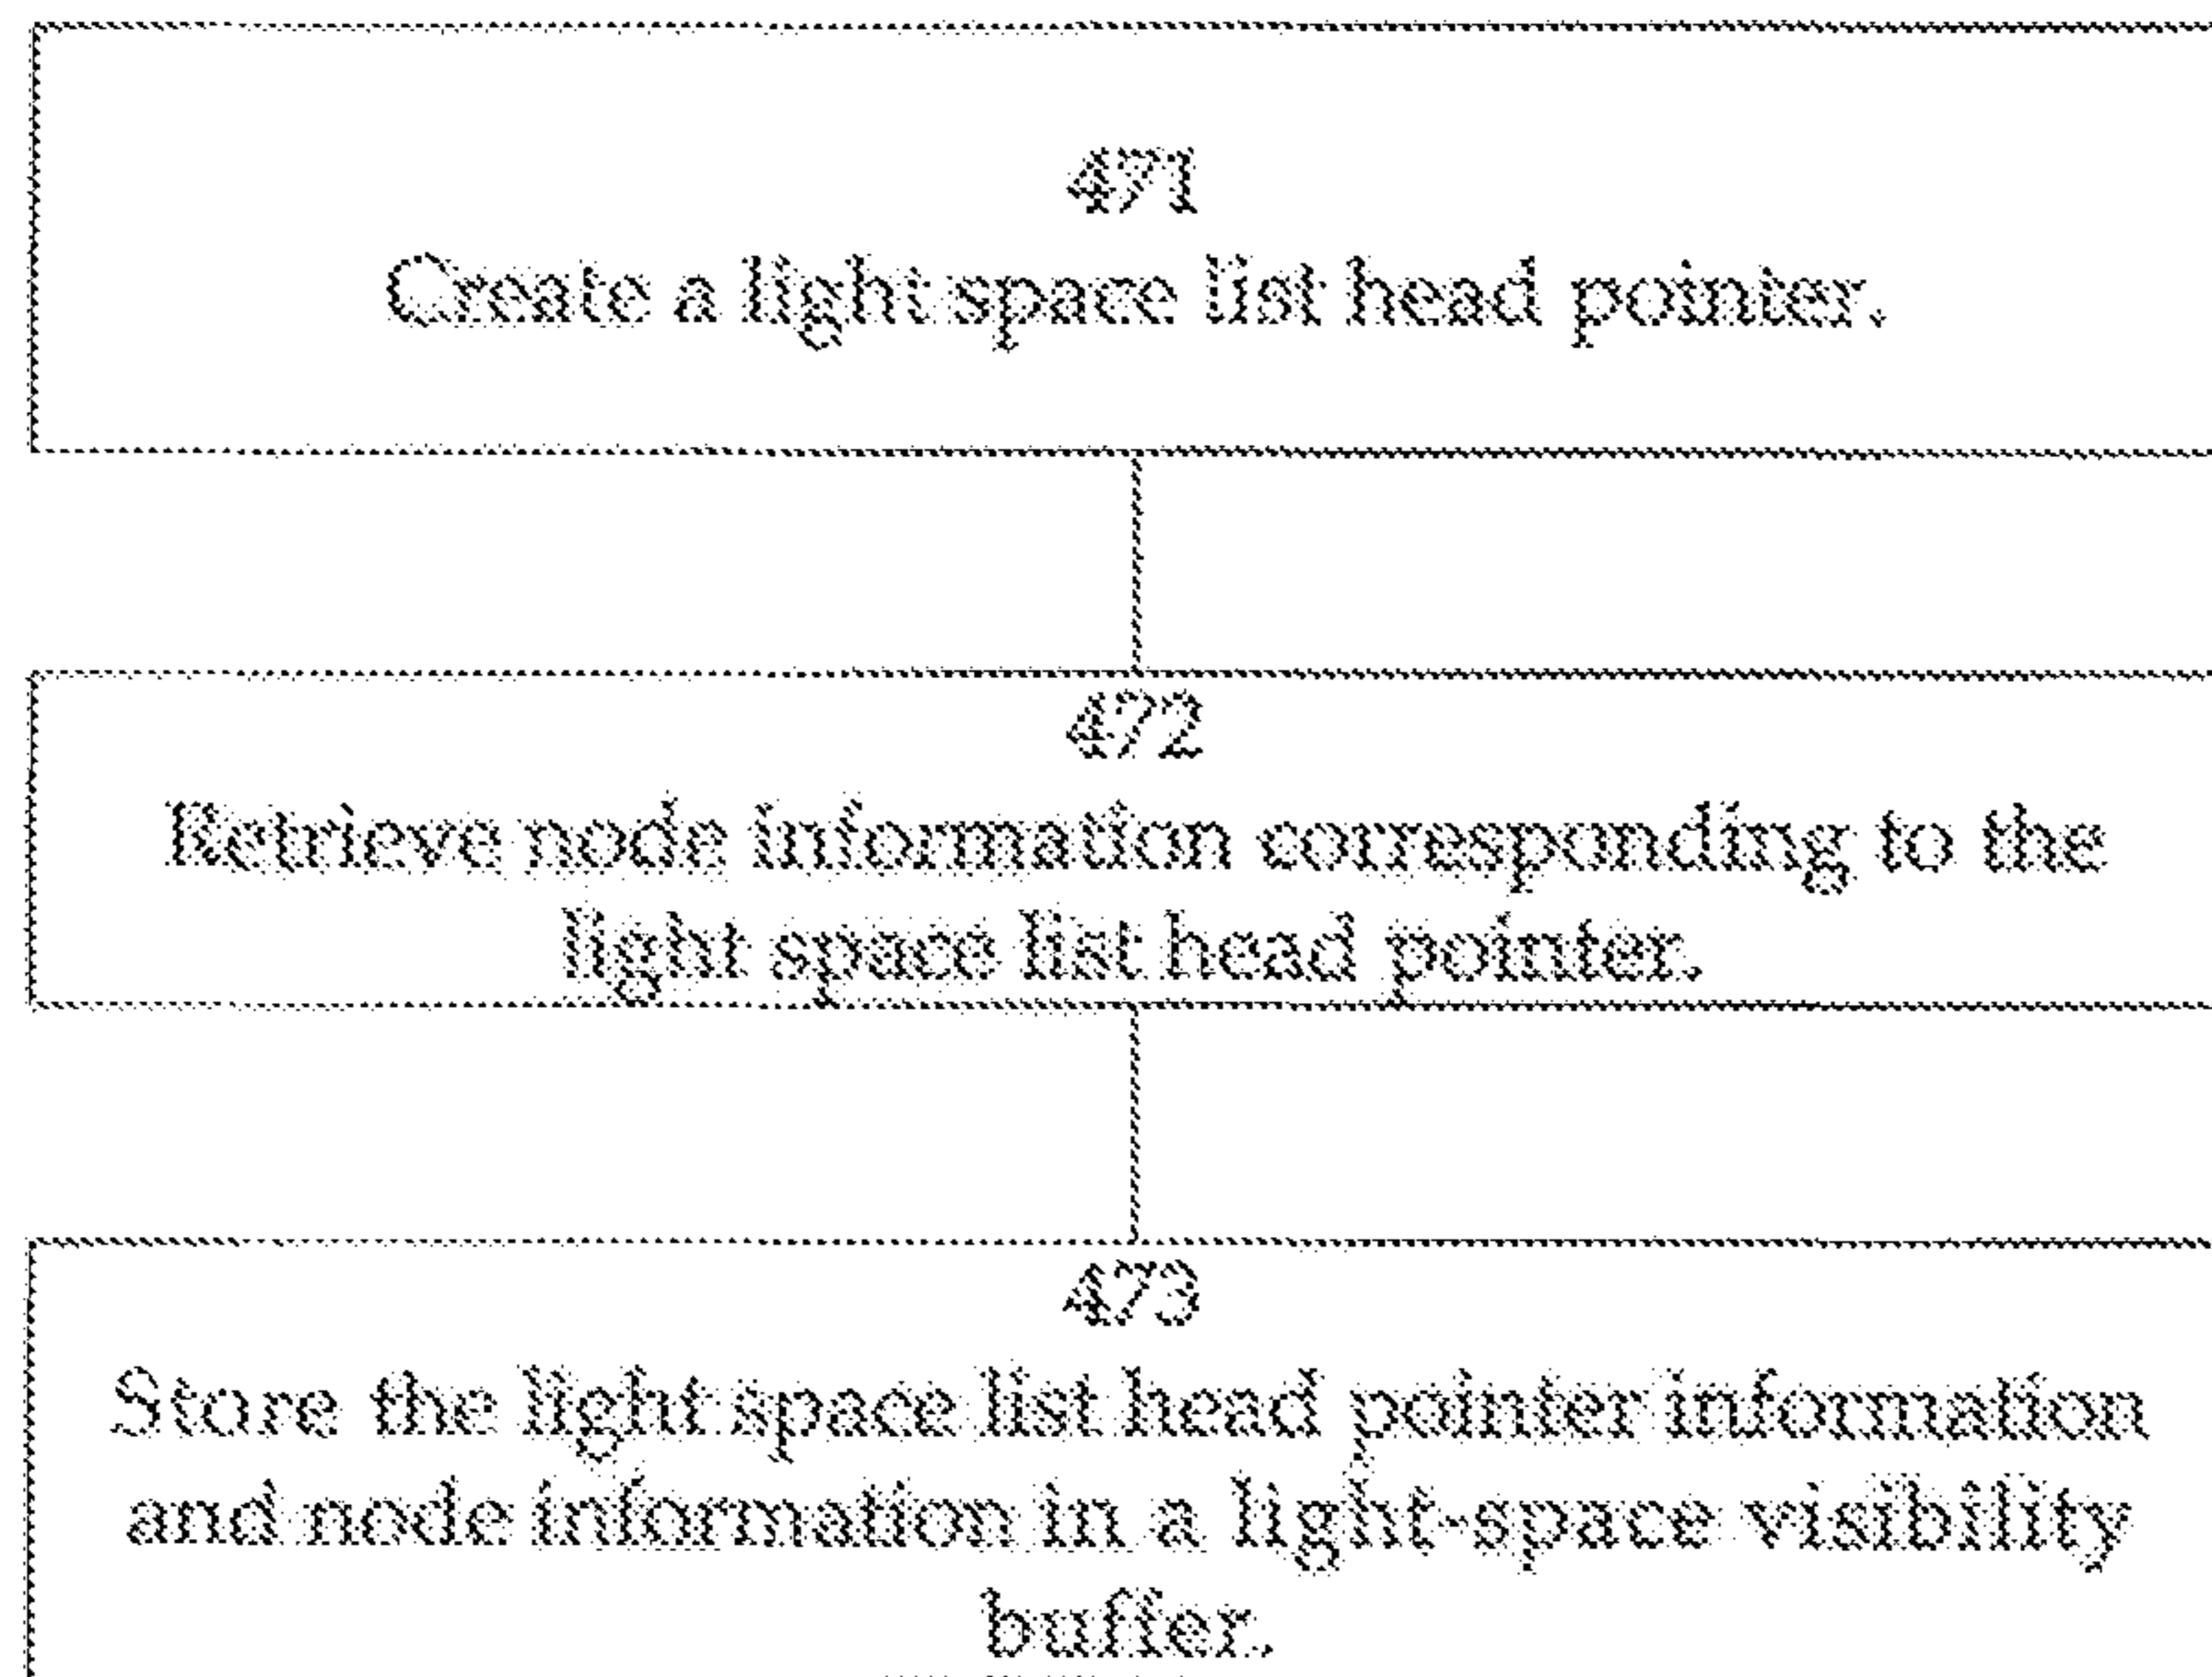 471
Create a light space list head pointer.
472
Retrieve node information corresponding to the
light space list head pointer.
473
Store the light space list head pointer information
and node information in a light-space visibility
buffer.